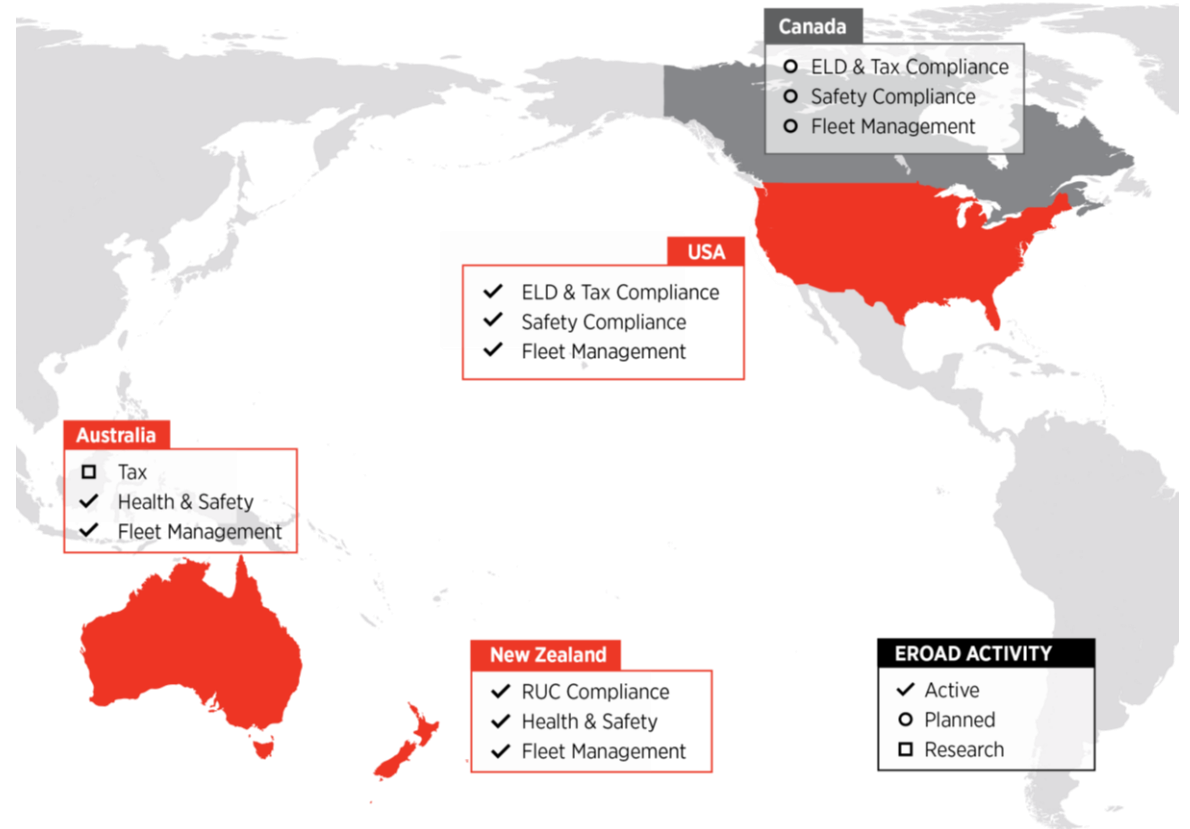 Canada
ELD & Tax Compliance
Safety Compliance
Fleet Management
USA
ELD & Tax Compliance
Safety Compliance
Fleet Management
Australia
Tax
Health & Safety
Fleet Management
New Zealand
RUC Compliance
Health & Safety
Fleet Management
EROAD ACTIVITY
Active
Planned
Research